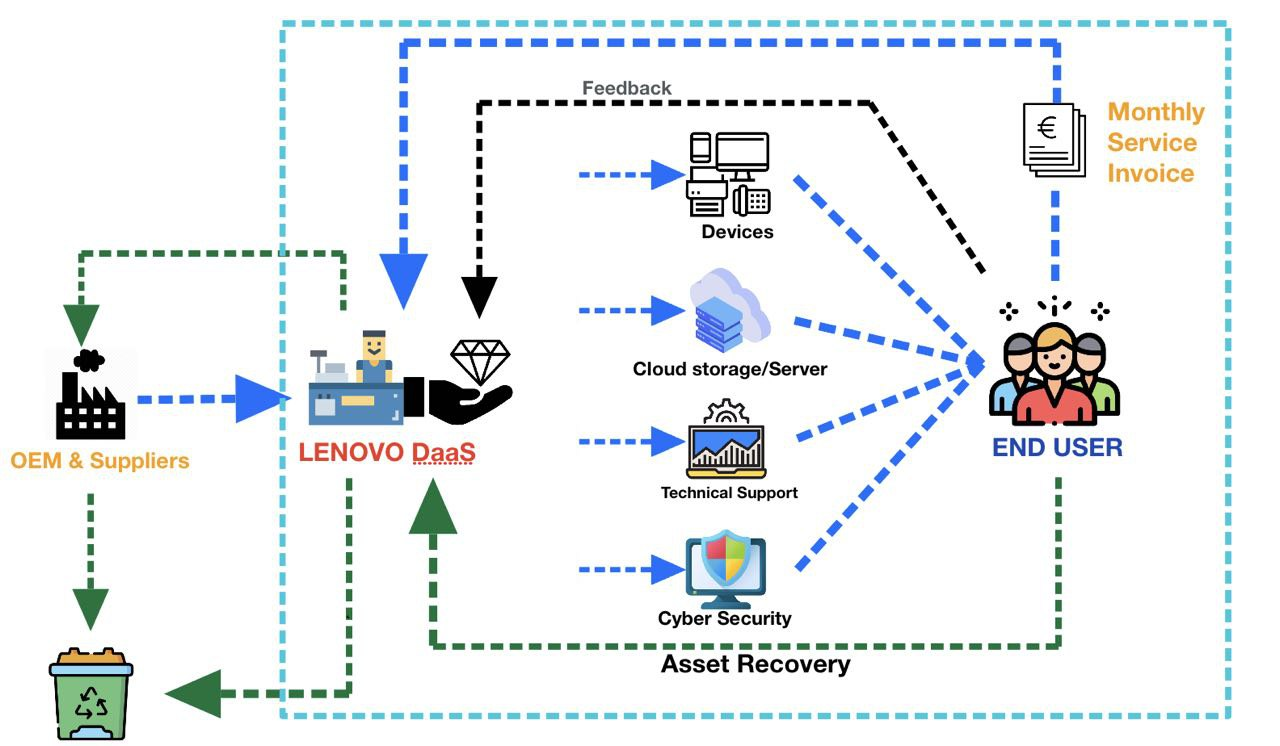 Feedback
Monthly
Service
Invoice
€
Devices
Cloud storage/Server
OEM & Suppliers
LENOVO DaaS
END USER
Technical Support
Cyber Security
Asset Recovery